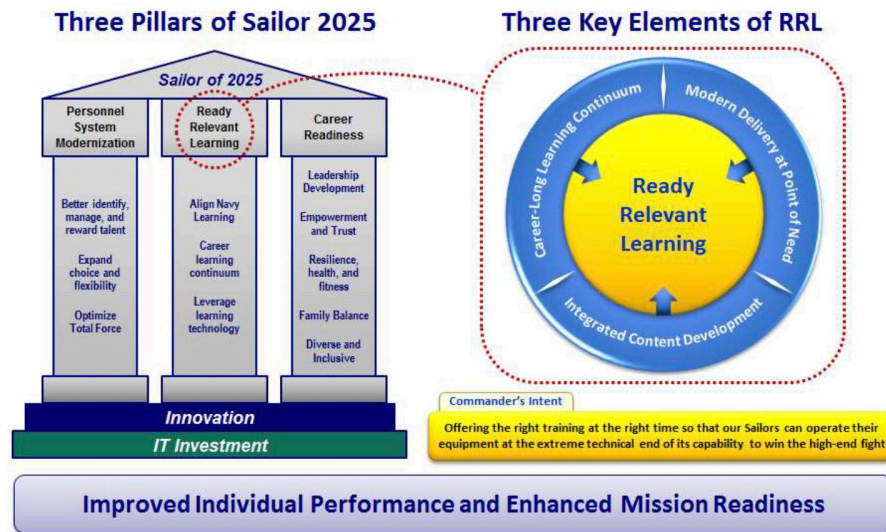 Three Pillars of Sailor 2025
Sailor of 2025
Personnel
System
Modernization
Better identify,
manage, and
reward talent
Expand
choice and
flexibility
Optimize
Total Force
Ready
Relevant
Learning
Align Navy
Learning
Career
learning
continuum
Leverage
learning
technology
Career
Readiness
Leadership
Development
Empowerment
and Trust
Resilience,
health, and
fitness
Family Balance
Diverse and
Inclusive
Innovation
IT Investment
Three Key Elements of RRL
Career-Long Learning Continuum
Modern Delivery at Point of Need
Integrated Content Development
Ready
Relevant
Learning
Commander's Intent
Offering the right training at the right time so that our Sailors can operate their
equipment at the extreme technical end of its capability to win the high-end fight
Improved Individual Performance and Enhanced Mission Readiness